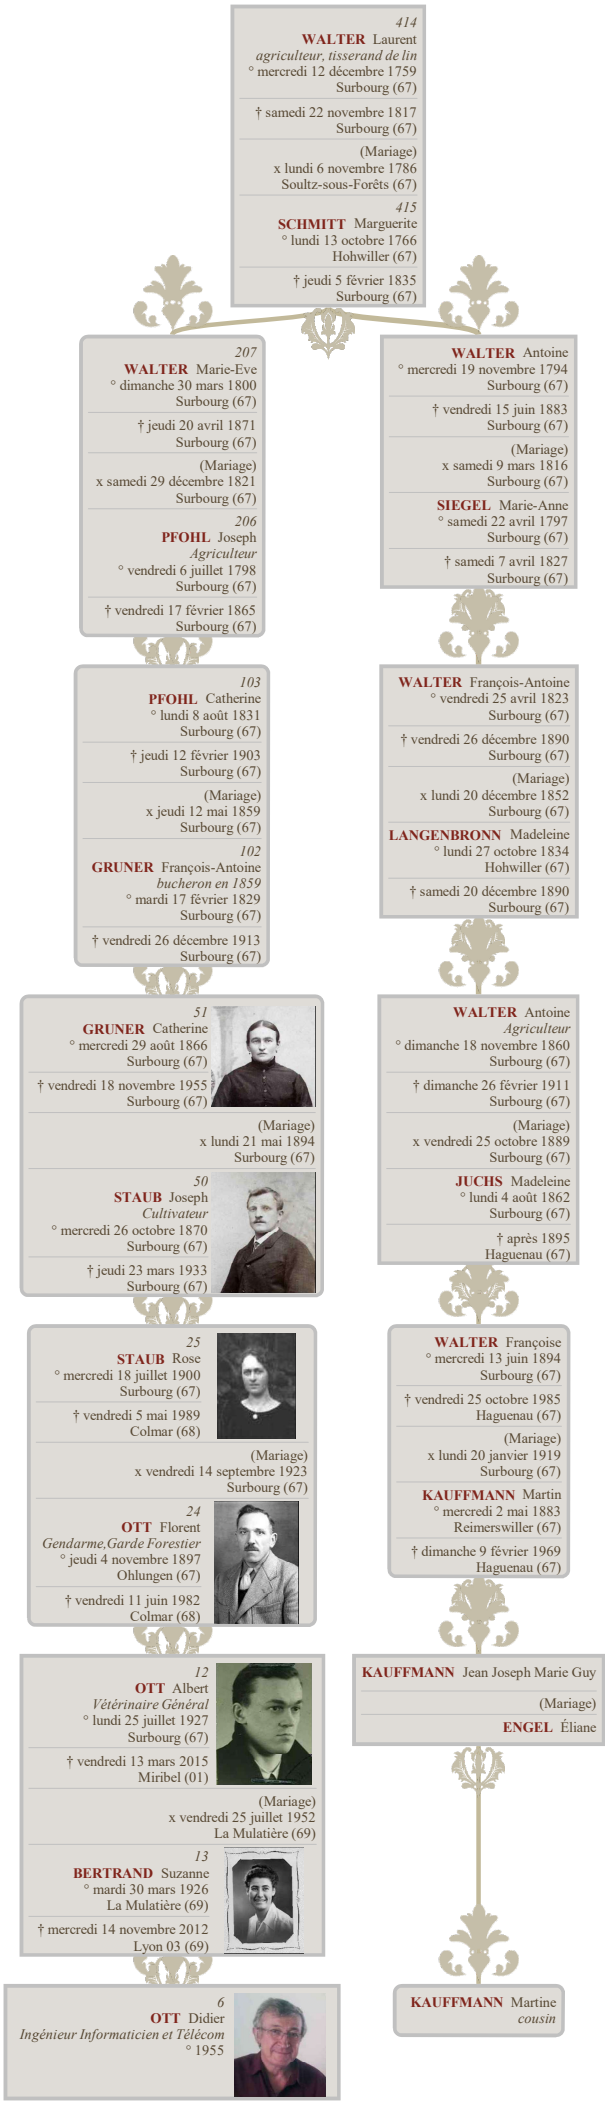 414
WALTER Laurent
agriculteur, tisserand de lin
° mercredi 12 décembre 1759
Surbourg (67)
† samedi 22 novembre 1817
Surbourg (67)
(Mariage)
x lundi 6 novembre 1786
Soultz-sous-Forêts (67)
415
SCHMITT Marguerite
° lundi 13 octobre 1766
Hohwiller (67)
† jeudi 5 février 1835
Surbourg (67)
207
WALTER Marie-Eve
° dimanche 30 mars 1800
Surbourg (67)
† jeudi 20 avril 1871
Surbourg (67)
(Mariage)
x samedi 29 décembre 1821
Surbourg (67)
206
PFOHL Joseph
Agriculteur
° vendredi 6 juillet 1798
Surbourg (67)
† vendredi 17 février 1865
Surbourg (67)
WALTER Antoine
° mercredi 19 novembre 1794
Surbourg (67)
† vendredi 15 juin 1883
Surbourg (67)
(Mariage)
x samedi 9 mars 1816
Surbourg (67)
SIEGEL Marie-Anne
° samedi 22 avril 1797
Surbourg (67)
† samedi 7 avril 1827
Surbourg (67)
103
PFOHL Catherine
° lundi 8 août 1831
Surbourg (67)
† jeudi 12 février 1903
Surbourg (67)
(Mariage)
x jeudi 12 mai 1859
Surbourg (67)
102
GRUNER François-Antoine
bucheron en 1859
° mardi 17 février 1829
Surbourg (67)
† vendredi 26 décembre 1913
Surbourg (67)
WALTER François-Antoine
° vendredi 25 avril 1823
Surbourg (67)
† vendredi 26 décembre 1890
Surbourg (67)
(Mariage)
x lundi 20 décembre 1852
Surbourg (67)
LANGENBRONN Madeleine
° lundi 27 octobre 1834
Hohwiller (67)
† samedi 20 décembre 1890
Surbourg (67)
51
GRUNER Catherine
° mercredi 29 août 1866
Surbourg (67)
† vendredi 18 novembre 1955
Surbourg (67)
(Mariage)
x lundi 21 mai 1894
Surbourg (67)
50
STAUB Joseph
Cultivateur
° mercredi 26 octobre 1870
Surbourg (67)
† jeudi 23 mars 1933
Surbourg (67)
WALTER Antoine
Agriculteur
° dimanche 18 novembre 1860
Surbourg (67)
† dimanche 26 février 1911
Surbourg (67)
(Mariage)
x vendredi 25 octobre 1889
Surbourg (67)
JUCHS Madeleine
° lundi 4 août 1862
Surbourg (67)
† après 1895
Haguenau (67)
25
STAUB Rose
° mercredi 18 juillet 1900
Surbourg (67)
† vendredi 5 mai 1989
Colmar (68)
(Mariage)
x vendredi 14 septembre 1923
Surbourg (67)
24
OTT Florent
Gendarme,Garde Forestier
° jeudi 4 novembre 1897
Ohlungen (67)
† vendredi 11 juin 1982
Colmar (68)
WALTER Françoise
° mercredi 13 juin 1894
Surbourg (67)
† vendredi 25 octobre 1985
Haguenau (67)
(Mariage)
x lundi 20 janvier 1919
Surbourg (67)
KAUFFMANN Martin
° mercredi 2 mai 1883
Reimerswiller (67)
† dimanche 9 février 1969
Haguenau (67)
12
OTT Albert
Vétérinaire Général
° lundi 25 juillet 1927
Surbourg (67)
† vendredi 13 mars 2015
Miribel (01)
(Mariage)
x vendredi 25 juillet 1952
La Mulatière (69)
13
BERTRAND Suzanne
° mardi 30 mars 1926
La Mulatière (69)
† mercredi 14 novembre 2012
Lyon 03 (69)
KAUFFMANN Jean Joseph Marie Guy
(Mariage)
ENGEL Éliane
6
OTT Didier
Ingénieur Informaticien et Télécom
° 1955
KAUFFMANN Martine
cousin